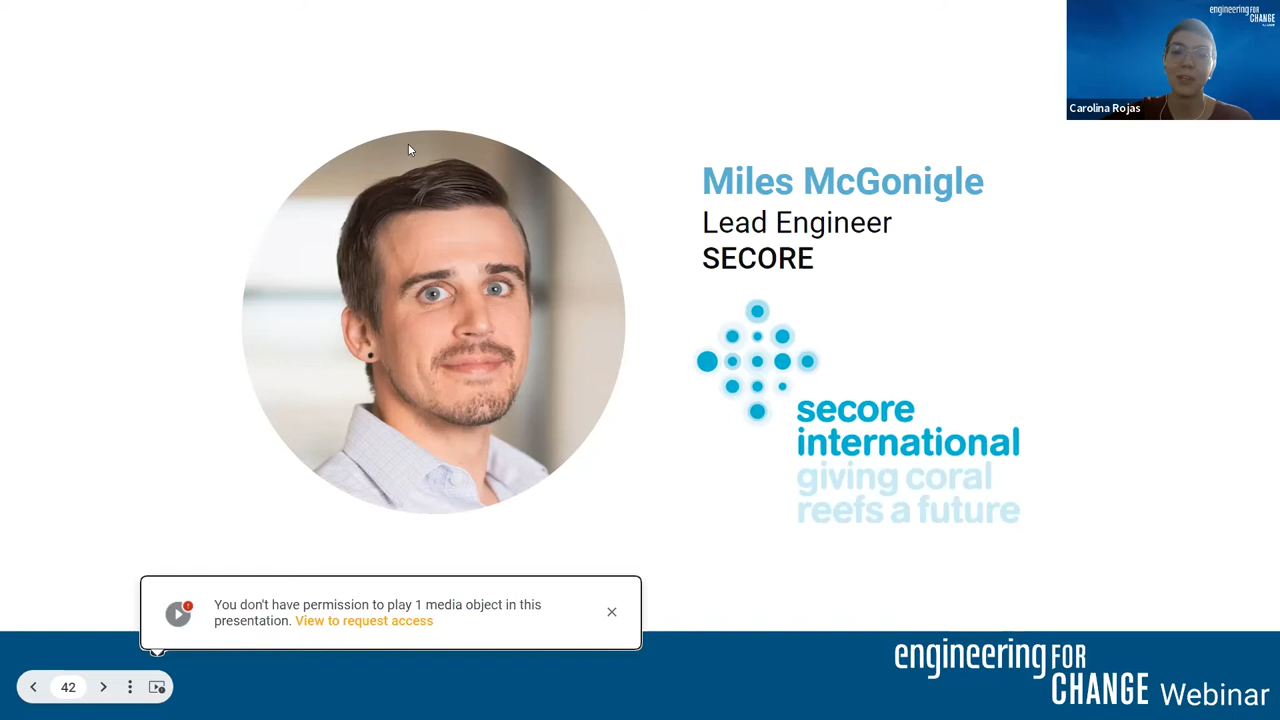 engineering FOR
CHANGE
Carolina Rojas
Miles McGonigle
Lead Engineer
SECORE
secore
international
giving coral
reefs a future
You don't have permission to play 1 media object in this
presentation. View to request access
42
engineering FOR
CHANGE Webinar